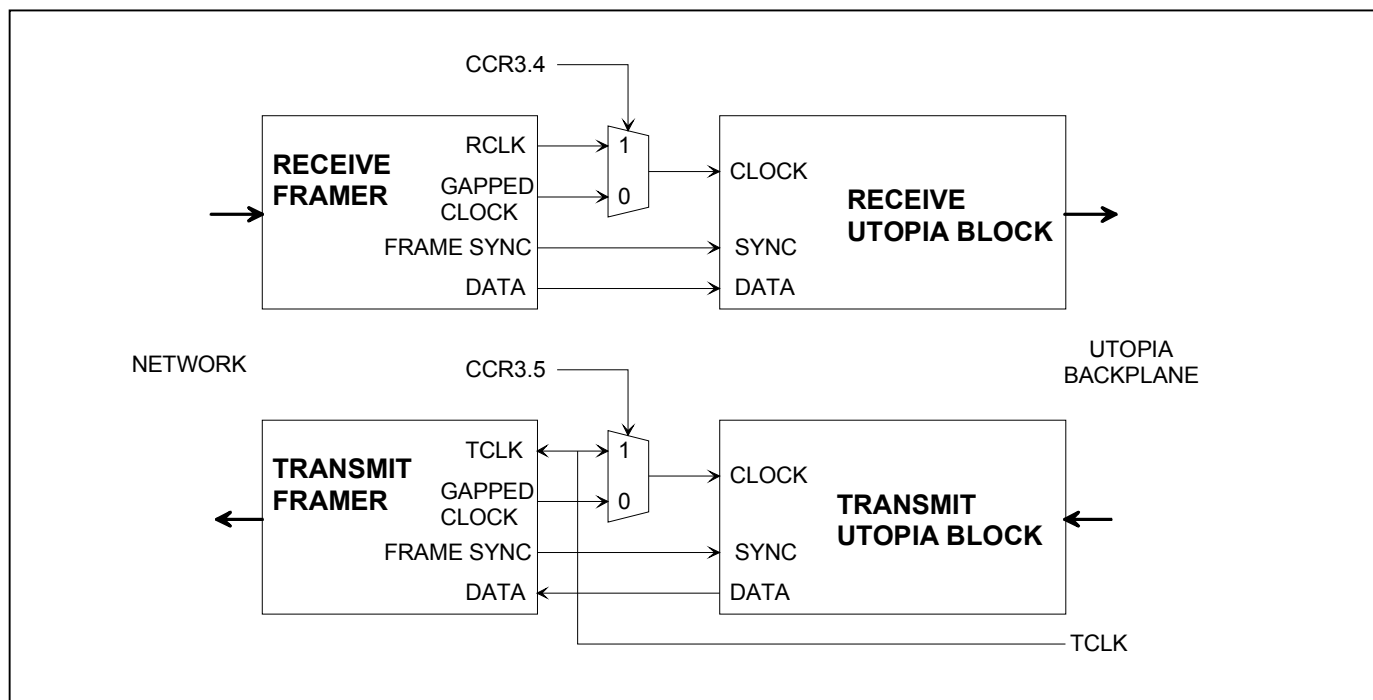 CCR3.4
RCLK
1
RECEIVE
FRAMER
CLOCK
GAPPED
CLOCK
0
RECEIVE
UTOPIA BLOCK
FRAME SYNC
SYNC
DATA
DATA
NETWORK
CCR3.5
UTOPIA
BACKPLANE
TCLK
1
TRANSMIT
FRAMER
CLOCK
GAPPED
CLOCK
0
TRANSMIT
UTOPIA BLOCK
FRAME SYNC
SYNC
DATA
DATA
TCLK